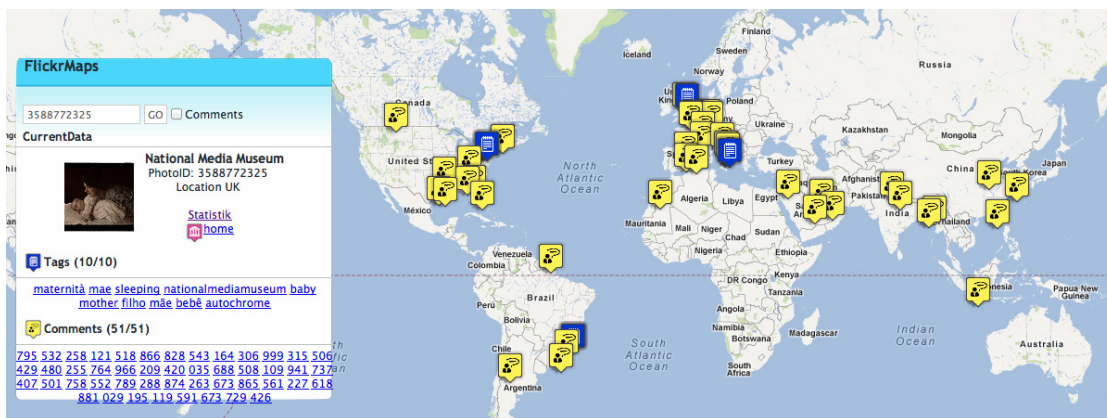 FlickrMaps
3588772325 GO Comments
CurrentData
National Media Museum
PhotoID: 3588772325
Location UK
Statistik
home
Tags (10/10)
maternità mae sleeping nationalmediamuseum baby
mother filho mãe bebê autochrome
Comments (51/51)
795 532 258 121 518 866 828 543 164 306 999 315 506
429 480 255 764 966 209 420 035 688 508 109 941 737
407 501 758 552 789 288 874 263 673 865 561 227 618
881 029 195 119 591 673 729 426
Finland
Iceland
Sweden
Norway
Russia
Canada
Poland
Ukraine
Kazakhstan
Mongolia
United St
North
Atlantic
Ocean
Turkey
Afghanist
China
Japan
South Korea
México
Algeria
Libya
Egypt
Pakistan
India
Thailand
Mauritania
Mali
Niger
Chad
Sudan
Nigeria
Ethiopia
Venezuela
Colombia
Kenya
DR Congo
Tanzania
Papua New
Guinea
Perú
Brazil
Bolivia
Angola
Namibia
Botswana
Madagascar
Chile
South
Atlantic
Ocean
Indian
Ocean
Australia
South
Africa
Argentina